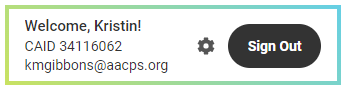 Welcome, Kristin!
CAID 34116062
kmgibbons@aacps.org
Sign Out